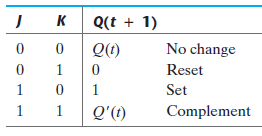 J K Q(t + 1)
0 0 Q(t) No change
0 1 0 Reset
1 0 1 Set
1 1 Q'(t) Complement